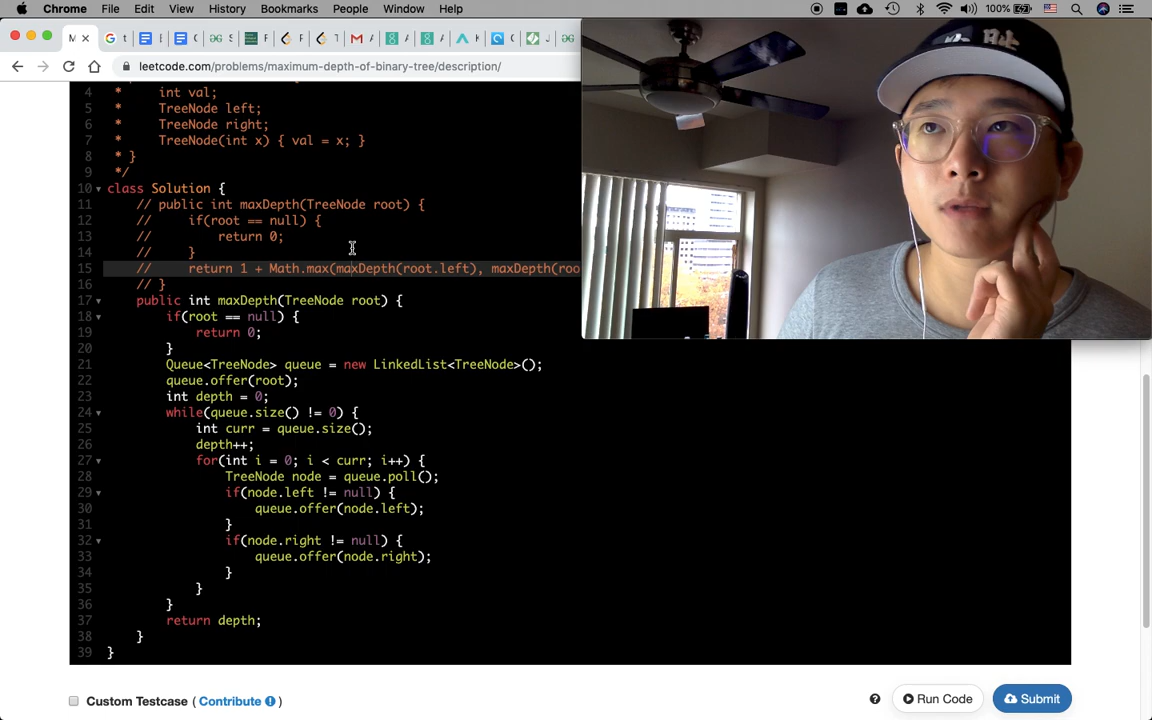 Chrome File Edit View History Bookmarks People Window Help 100%
leetcode.com/problems/maximum-depth-of-binary-tree/description/
4 * int val;
5 * TreeNode left;
6 * TreeNode right;
7 * TreeNode(int x) { val = x; }
8 * }
9 */
10 class Solution {
11 // public int maxDepth(TreeNode root) {
12 // if(root == null) {
13 // return 0;
14 // }
15 // return 1 + Math.max(maxDepth(root.left), maxDepth(roo
16 // }
17 public int maxDepth(TreeNode root) {
18 if(root == null) {
19 return 0;
20 }
21 Queue<TreeNode> queue = new LinkedList<TreeNode>();
22 queue.offer(root);
23 int depth = 0;
24 while(queue.size() != 0) {
25 int curr = queue.size();
26 depth++;
27 for(int i = 0; i < curr; i++) {
28 TreeNode node = queue.poll();
29 if(node.left != null) {
30 queue.offer(node.left);
31 }
32 if(node.right != null) {
33 queue.offer(node.right);
34 }
35 }
36 }
37 return depth;
38 }
39 }
Custom Testcase ( Contribute )
Run Code
Submit